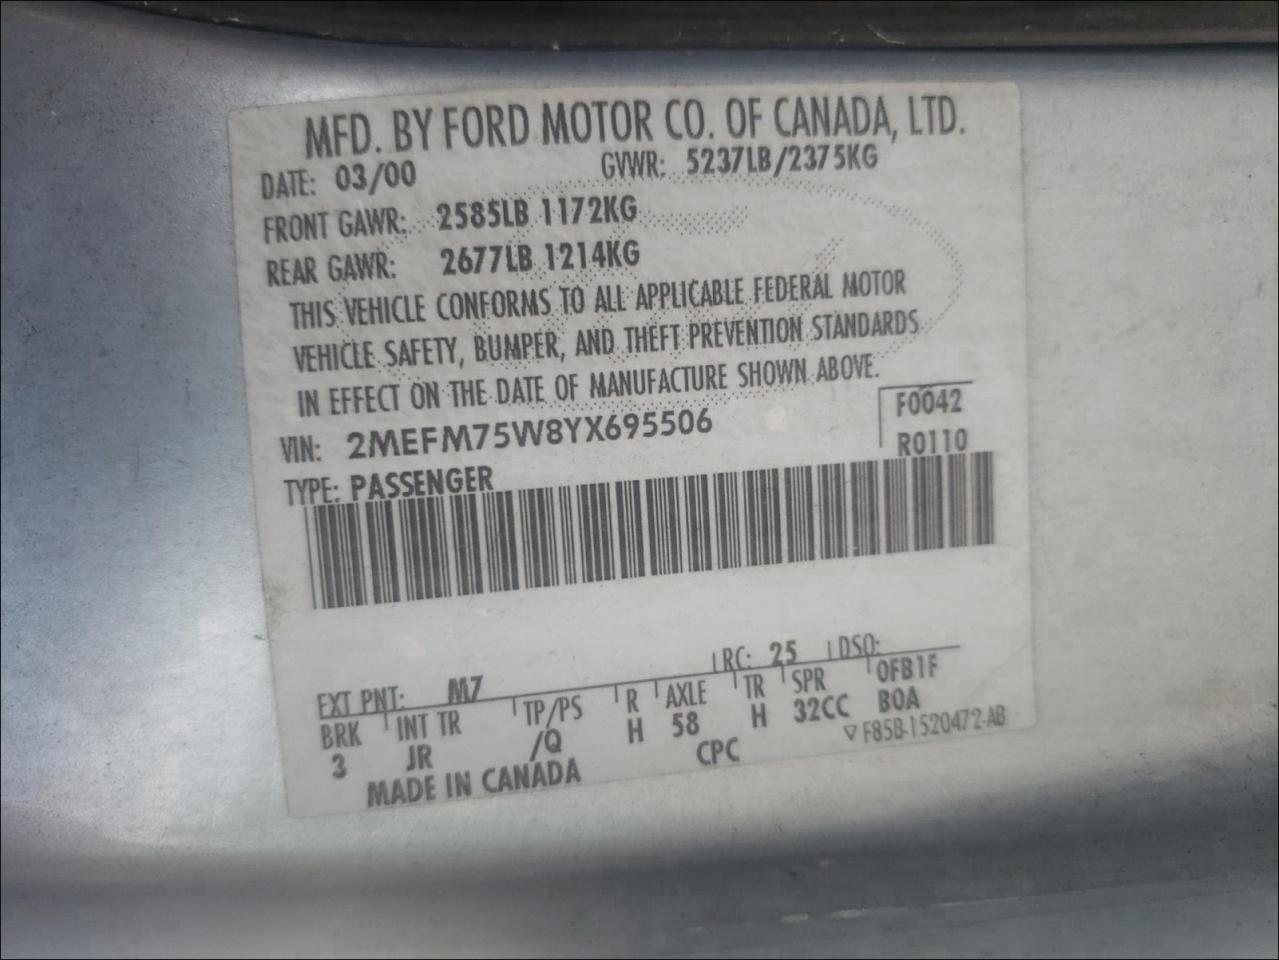 MFD. BY FORD MOTOR CO. OF CANADA, LTD.
DATE: 03/00 GVWR: 5237LB/2375KG
FRONT GAWR: 2585LB 1172KG
REAR GAWR: 2677LB 1214KG
THIS VEHICLE CONFORMS TO ALL APPLICABLE FEDERAL MOTOR
VEHICLE SAFETY, BUMPER, AND THEFT PREVENTION STANDARDS
IN EFFECT ON THE DATE OF MANUFACTURE SHOWN ABOVE.
VIN: 2MEFM75W8YX695506 F0042
TYPE: PASSENGER R0110
EXT PNT: M7 RC: 25 DSO:
BRK INT TR TP/PS R AXLE TR SPR 0FB1F
3 JR /Q H 58 H 32CC B0A
MADE IN CANADA CPC ▽ F85B-1520472-AB